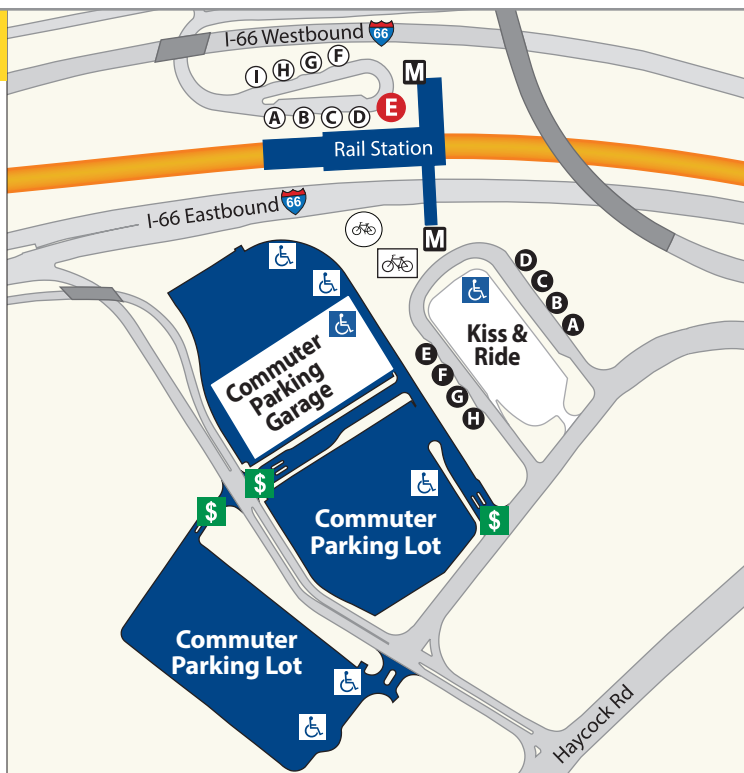 I-66 Westbound
66
I
H
G
F
M
A
B
C
D
E
Rail Station
I-66 Eastbound
66
M
D
C
B
A
Kiss &
Ride
E
F
G
H
Commuter
Parking
Garage
$
$
$
Commuter
Parking Lot
Commuter
Parking Lot
Haycock Rd